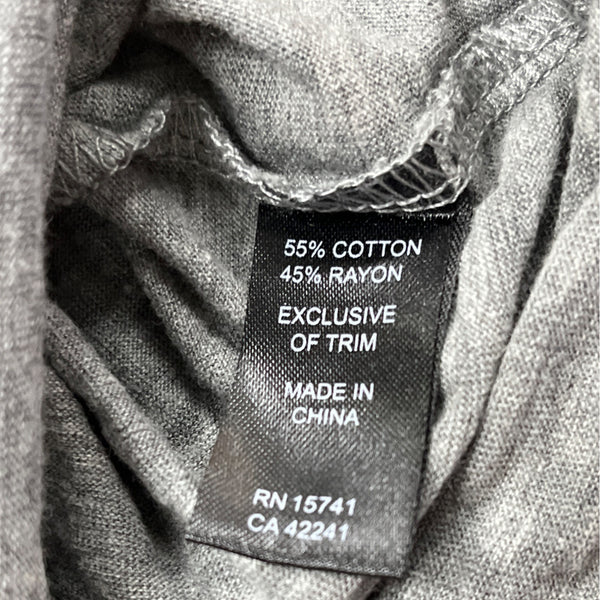 55% COTTON
45% RAYON
EXCLUSIVE
OF TRIM
MADE IN
CHINA
RN 15741
CA 42241